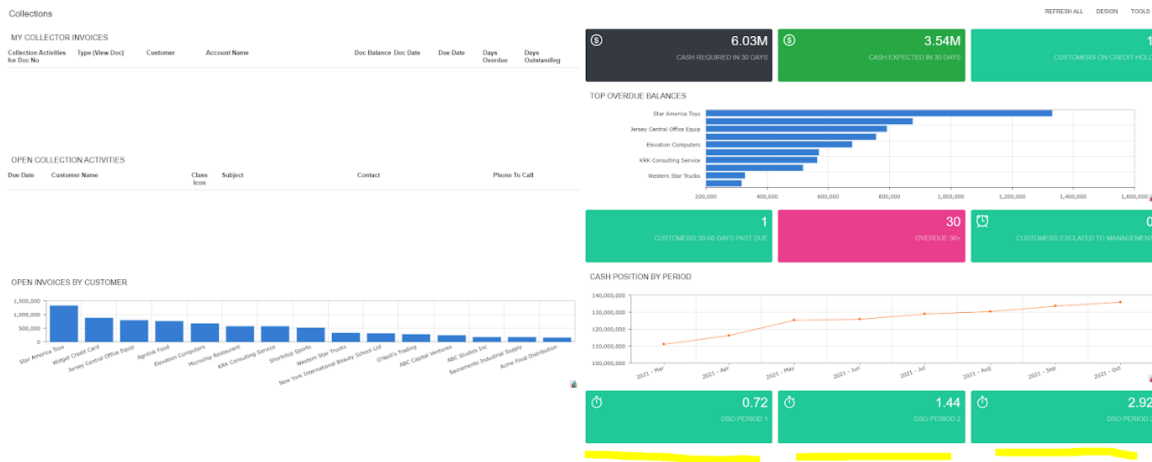 Collections
REFRESH ALL DESIGN TOOLS
MY COLLECTOR INVOICES
Collection Activities for Doc No Type (View Doc) Customer Account Name Doc Balance Doc Date Due Date Days Overdue Days Outstanding
OPEN COLLECTION ACTIVITIES
Due Date Customer Name Class Icon Subject Contact Phone To Call
OPEN INVOICES BY CUSTOMER
1,500,000
1,000,000
500,000
0
Star America Toys
Widget Credit Card
Jersey Central Office Equip
Agriline Food
Elevation Computers
Microchip Restaurant
KRK Consulting Service
Shortstop Sports
Western Star Trucks
New York International Beauty School Ltd
O'Neil's Trading
ABC Capital Ventures
ABC Studios Inc
Sacramento Industrial Supply
Acme Food Distribution
6.03M
CASH REQUIRED IN 30 DAYS
3.54M
CASH EXPECTED IN 30 DAYS
1
CUSTOMERS ON CREDIT HOLD
TOP OVERDUE BALANCES
Star America Toys
Jersey Central Office Equip
Elevation Computers
KRK Consulting Service
Western Star Trucks
200,000 400,000 600,000 800,000 1,000,000 1,200,000 1,400,000 1,600,000
1
CUSTOMERS 30-60 DAYS PAST DUE
30
OVERDUE 90+
0
CUSTOMERS ESCLATED TO MANAGEMENT
CASH POSITION BY PERIOD
140,000,000
130,000,000
120,000,000
110,000,000
100,000,000
2021 - Mar 2021 - Apr 2021 - May 2021 - Jun 2021 - Jul 2021 - Aug 2021 - Sep 2021 - Oct
0.72
DSO PERIOD 1
1.44
DSO PERIOD 2
2.92
DSO PERIOD